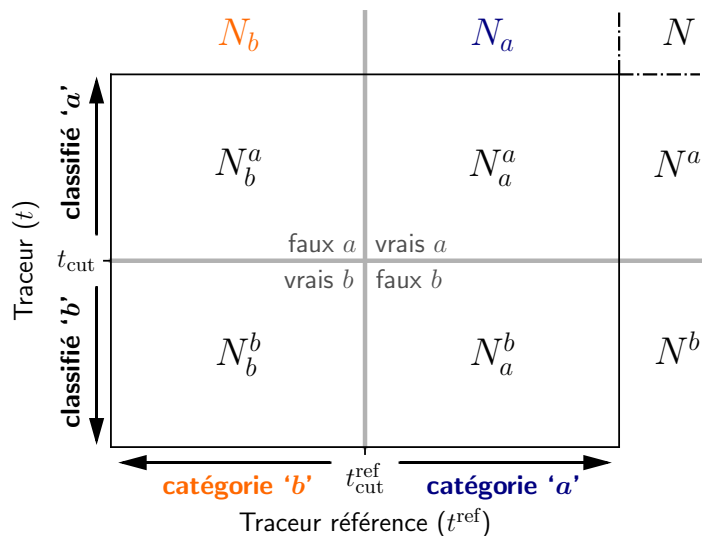 N_b N_a N
classifié ‘a’
N_b^a N_a^a N^a
faux a vrais a
Traceur (t)
t_cut
vrais b faux b
classifié ‘b’
N_b^b N_a^b N^b
catégorie ‘b’ t_cut^ref catégorie ‘a’
Traceur référence (t^ref)